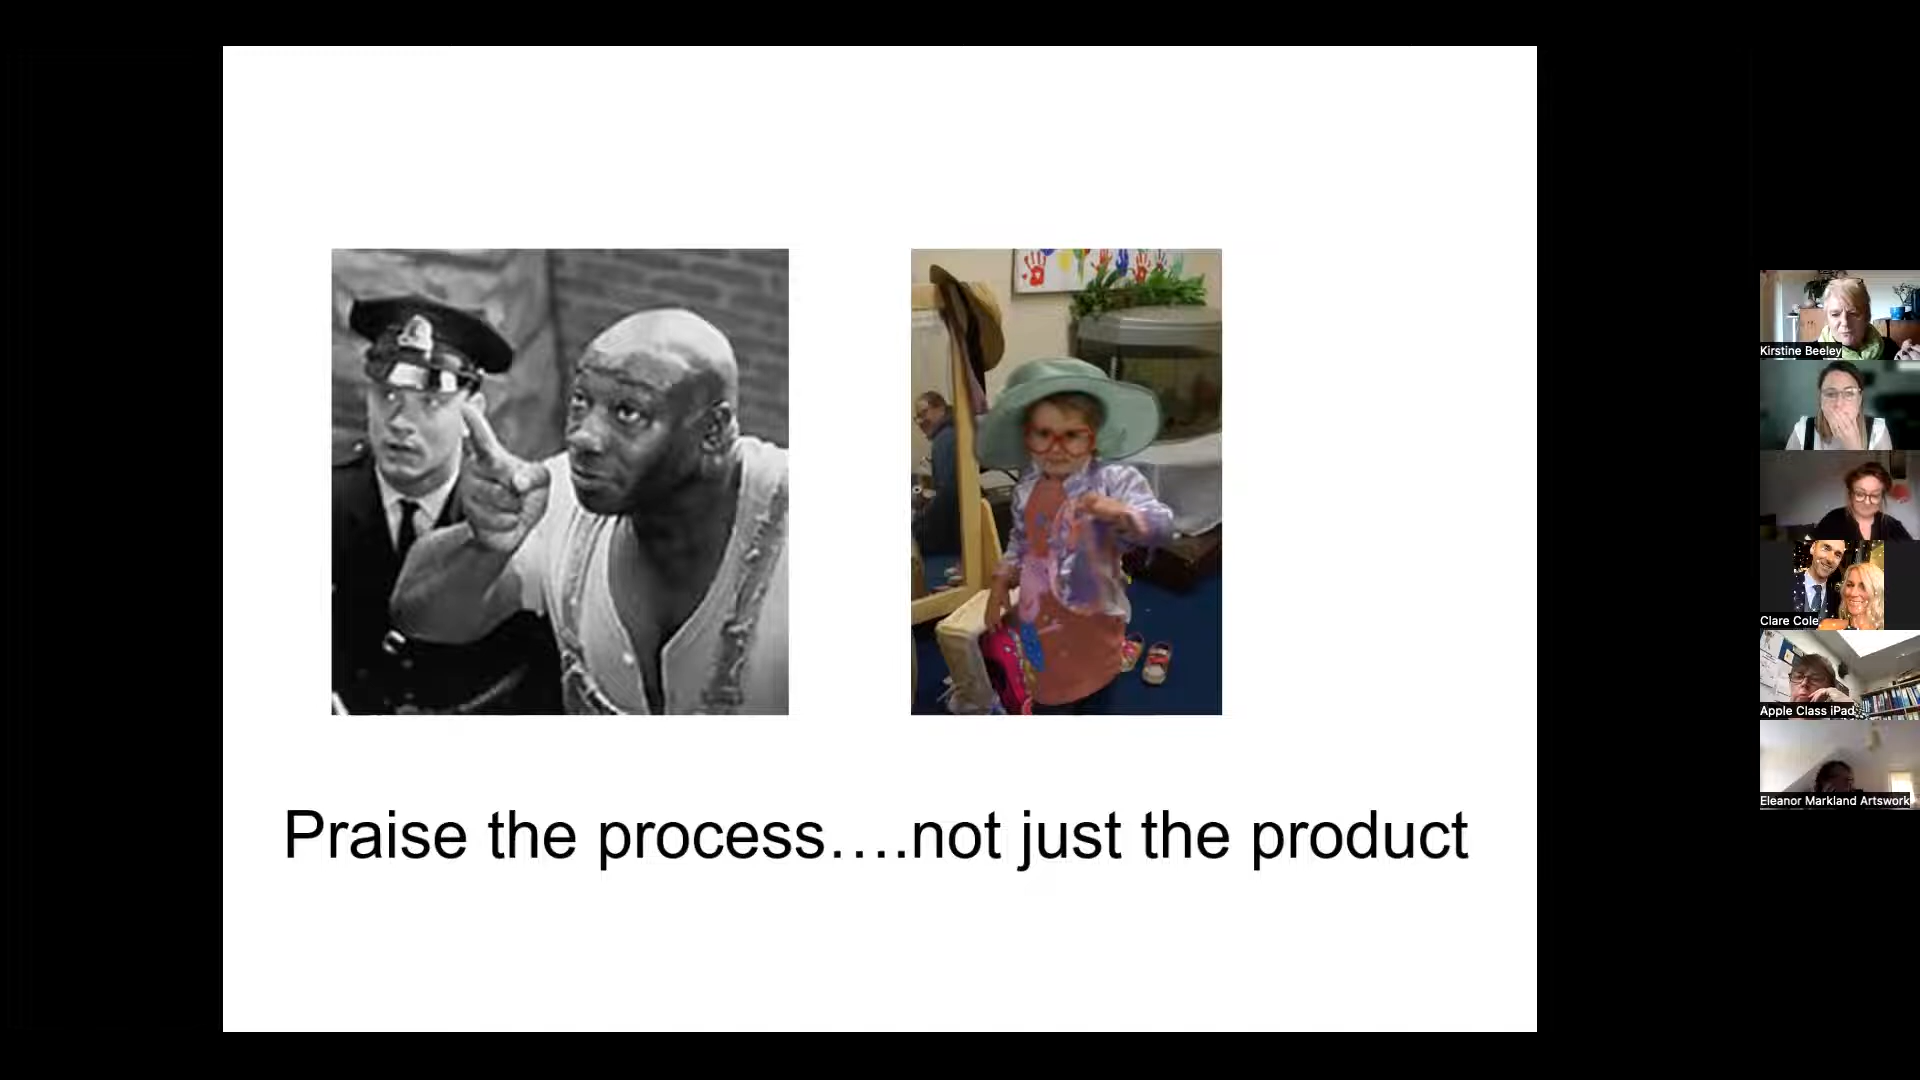 Praise the process….not just the product
Kirstine Beeley
Clare Cole
Apple Class iPad
Eleanor Markland Artswork